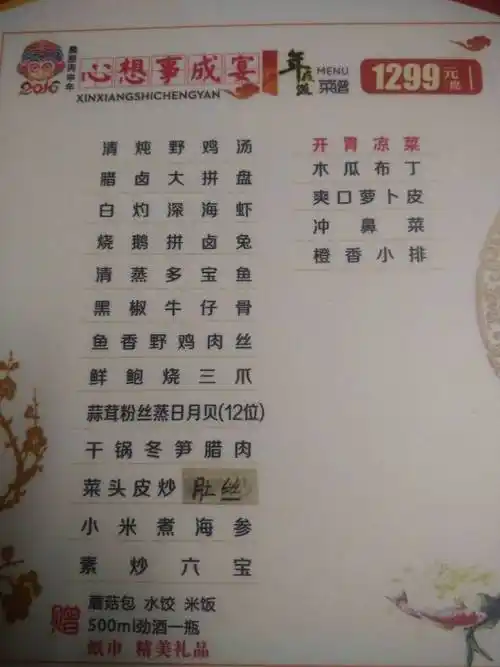 2016
心想事成宴
XINXIANGSHICHENGYAN
年夜饭
MENU
菜谱
1299元/席
清炖野鸡汤
腊卤大拼盘
白灼深海虾
烧鹅拼卤兔
清蒸多宝鱼
黑椒牛仔骨
鱼香野鸡肉丝
鲜鲍烧三爪
蒜茸粉丝蒸日月贝(12位)
干锅冬笋腊肉
菜头皮炒肚丝
小米煮海参
素炒六宝
开胃凉菜
木瓜布丁
爽口萝卜皮
冲鼻菜
橙香小排
赠
蘑菇包 水饺 米饭
500ml劲酒一瓶
纸巾 精美礼品